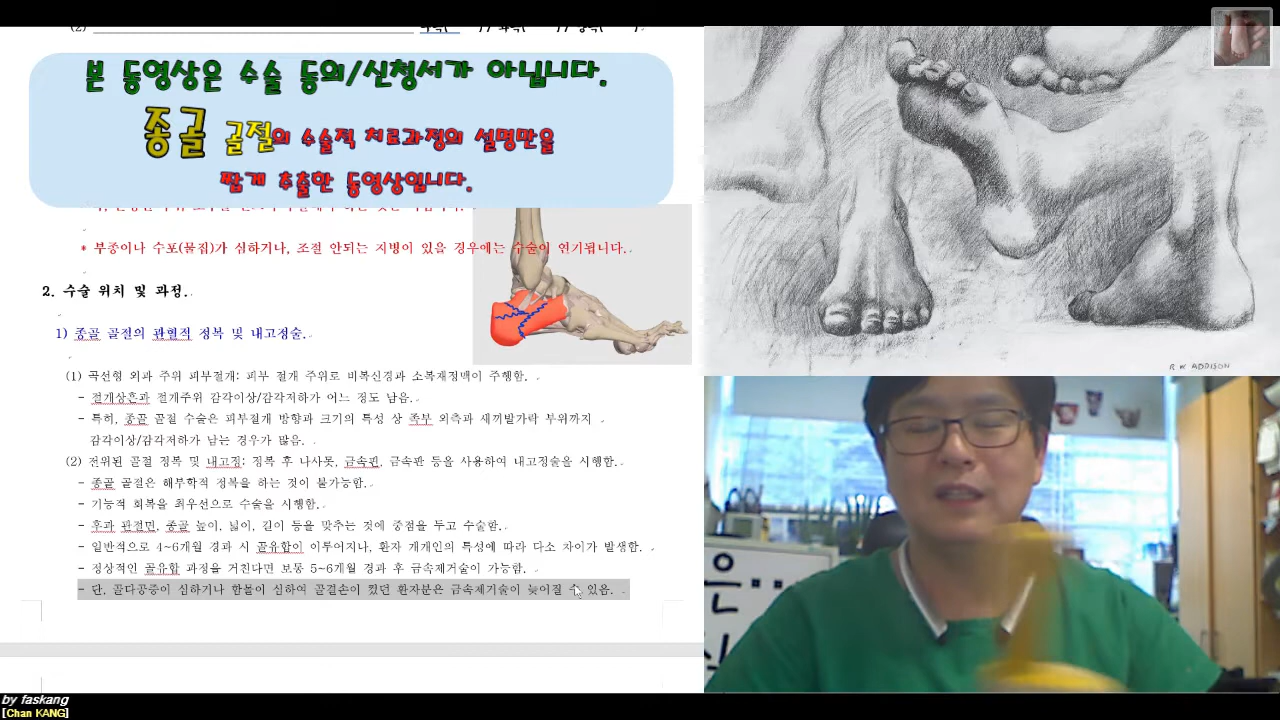 본 동영상은 수술 동의/신청서가 아닙니다.
종골 골절의 수술적 치료과정의 설명만을
짧게 추출한 동영상입니다.
* 부종이나 수포(물집)가 심하거나, 조절 안되는 지병이 있을 경우에는 수술이 연기됩니다.
2. 수술 위치 및 과정.
1) 종골 골절의 관혈적 정복 및 내고정술.
(1) 곡선형 외과 주위 피부절개: 피부 절개 주위로 비복신경과 소복재정맥이 주행함.
- 절개상흔과 절개주위 감각이상/감각저하가 어느 정도 남음.
- 특히, 종골 골절 수술은 피부절개 방향과 크기의 특성 상 족부 외측과 새끼발가락 부위까지
감각이상/감각저하가 남는 경우가 많음.
(2) 전위된 골절 정복 및 내고정: 정복 후 나사못, 금속핀, 금속판 등을 사용하여 내고정술을 시행함.
- 종골 골절은 해부학적 정복을 하는 것이 불가능함.
- 기능적 회복을 최우선으로 수술을 시행함.
- 후과 관절면, 종골 높이, 넓이, 길이 등을 맞추는 것에 중점을 두고 수술함.
- 일반적으로 4~6개월 경과 시 골유합이 이루어지나, 환자 개개인의 특성에 따라 다소 차이가 발생함.
- 정상적인 골유합 과정을 거친다면 보통 5~6개월 경과 후 금속제거술이 가능함.
- 단, 골다공증이 심하거나 함몰이 심하여 골결손이 컸던 환자분은 금속제거술이 늦어질 수 있음.
R K ADDISON
by faskang
[Chan KANG]